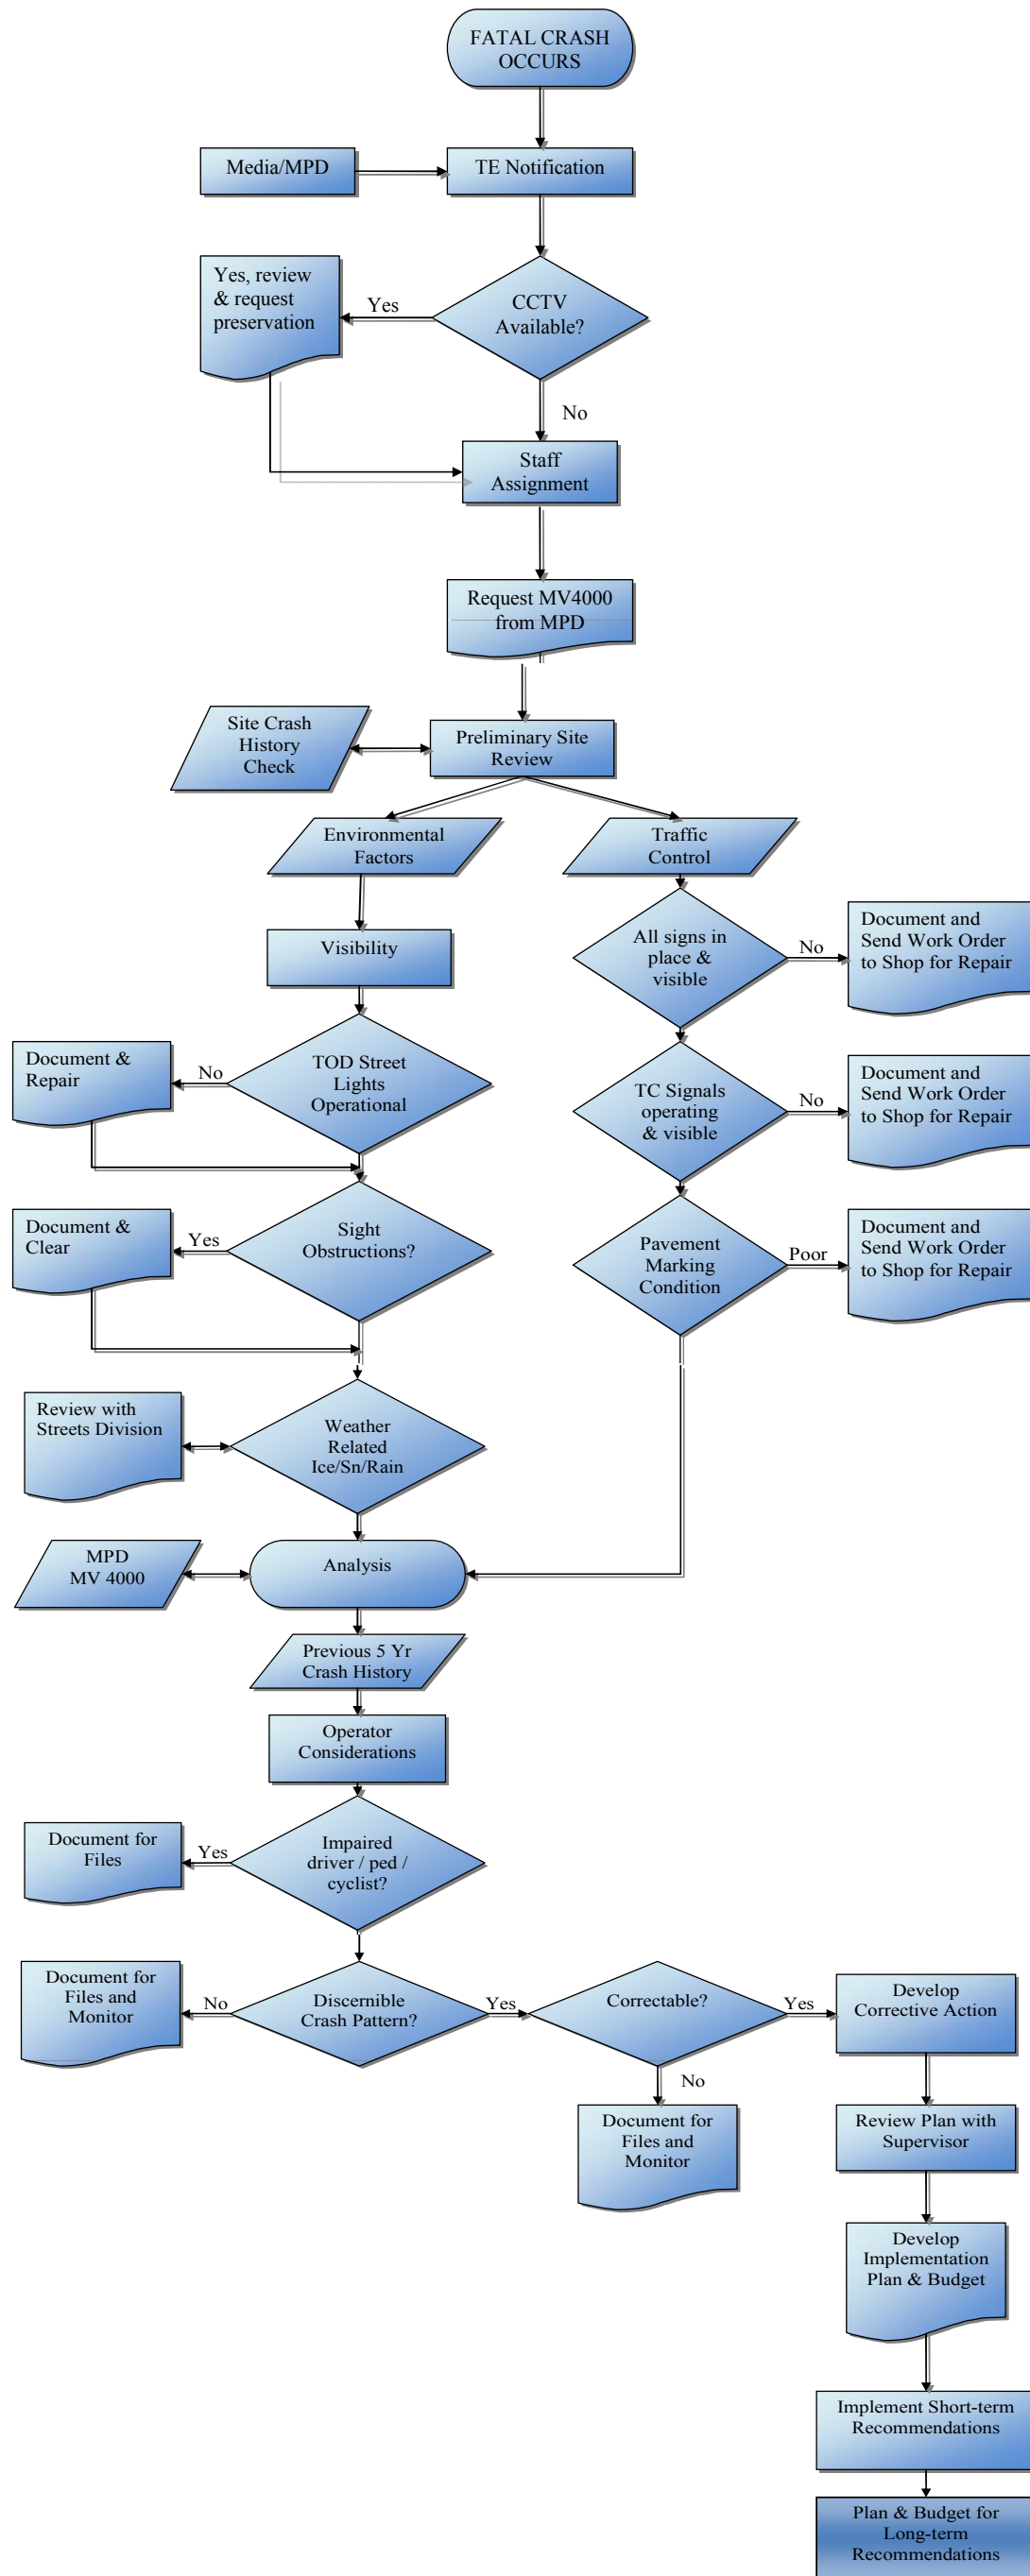 FATAL CRASH
OCCURS
Media/MPD
TE Notification
Yes, review
& request
preservation
Yes
CCTV
Available?
No
Staff
Assignment
Request MV4000
from MPD
Site Crash
History
Check
Preliminary Site
Review
Environmental
Factors
Traffic
Control
Visibility
All signs in
place &
visible
No
Document and
Send Work Order
to Shop for Repair
Document &
Repair
No
TOD Street
Lights
Operational
TC Signals
operating
& visible
No
Document and
Send Work Order
to Shop for Repair
Document &
Clear
Yes
Sight
Obstructions?
Pavement
Marking
Condition
Poor
Document and
Send Work Order
to Shop for Repair
Review with
Streets Division
Weather
Related
Ice/Sn/Rain
MPD
MV 4000
Analysis
Previous 5 Yr
Crash History
Operator
Considerations
Document for
Files
Yes
Impaired
driver / ped /
cyclist?
Document for
Files and
Monitor
No
Discernible
Crash Pattern?
Yes
Correctable?
Yes
Develop
Corrective Action
No
Document for
Files and
Monitor
Review Plan with
Supervisor
Develop
Implementation
Plan & Budget
Implement Short-term
Recommendations
Plan & Budget for
Long-term
Recommendations